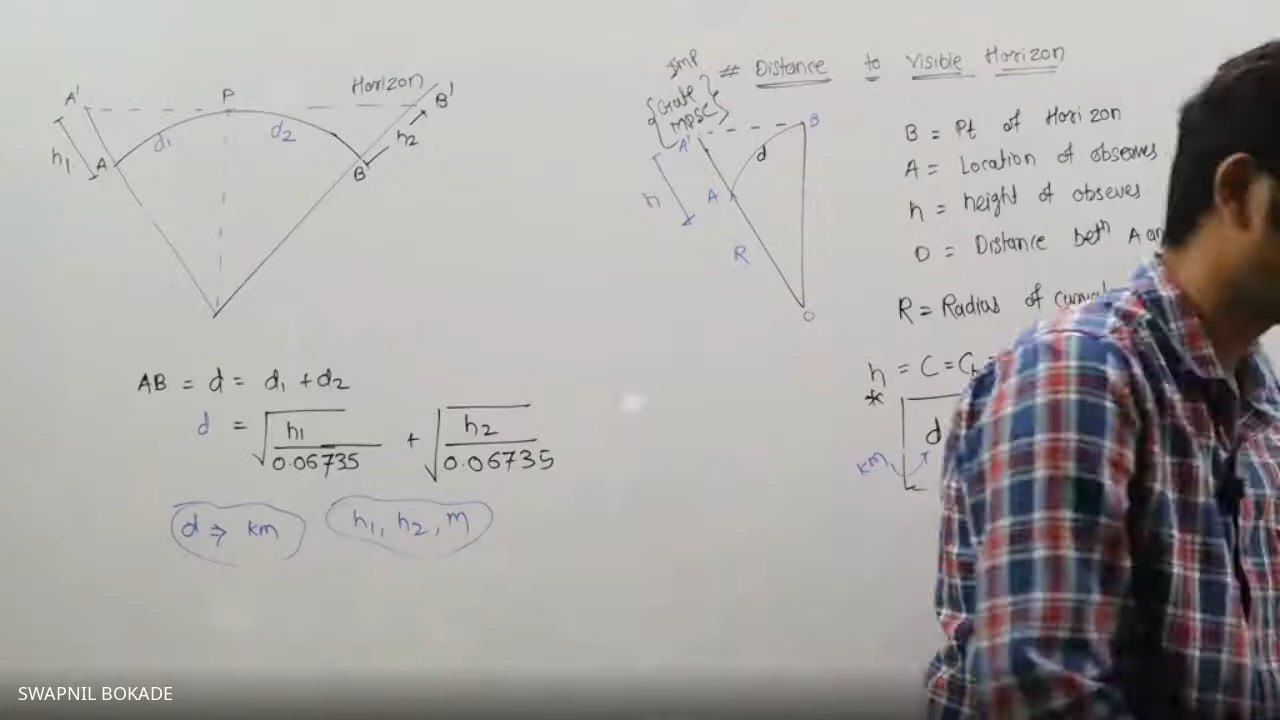 Horizon
A'
P
B'
d1
d2
h1
h2
A
B
AB = d = d1 + d2
d = √h1/0.06735 + √h2/0.06735
d ⇒ km
h1, h2, m
Imp
{Gate
MPSC}
# Distance to Visible Horizon
A'
B
d
h
A
R
O
B = Pt of Horizon
A = Location of obseves
h = height of obseves
D = Distance betn A
R = Radius of
h = C = C
*
d
km
SWAPNIL BOKADE